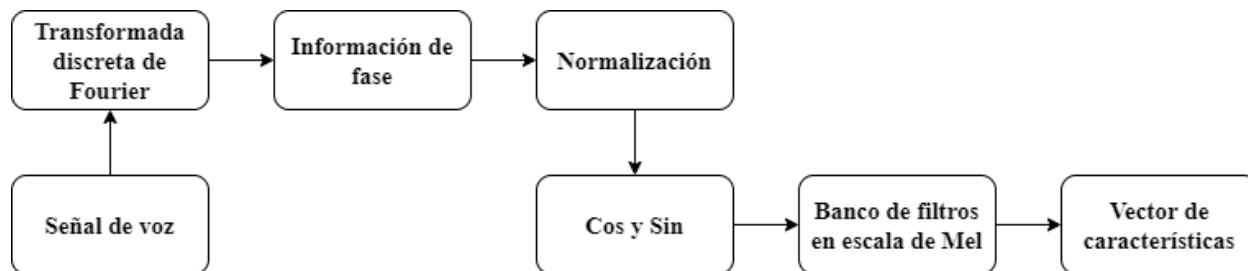 Transformada
discreta de
Fourier
Información de
fase
Normalización
Señal de voz
Cos y Sin
Banco de filtros
en escala de Mel
Vector de
característicass